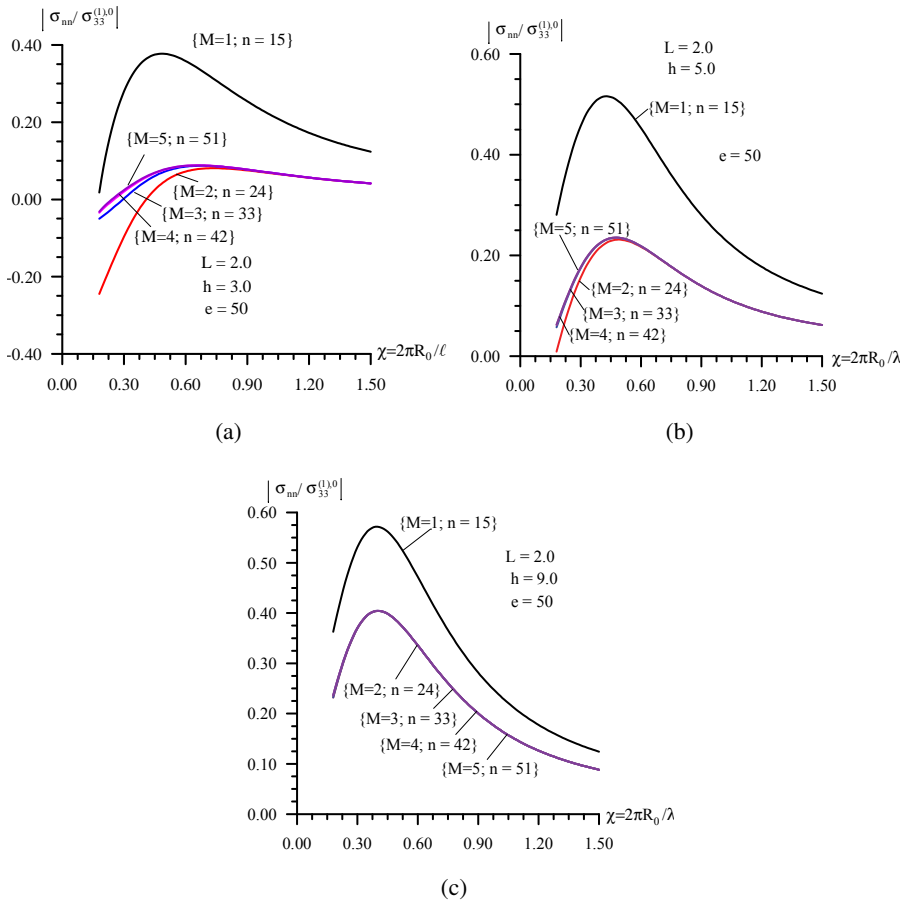 | σnn/ σ33(1),0 |
{M=1; n = 15}
0.40
0.20
0.00
-0.20
-0.40
{M=5; n = 51}
{M=2; n = 24}
{M=3; n = 33}
{M=4; n = 42}
L = 2.0
h = 3.0
e = 50
χ=2πR0/ℓ
0.00 0.30 0.60 0.90 1.20 1.50
(a)
| σnn/ σ33(1),0 |
L = 2.0
h = 5.0
{M=1; n = 15}
e = 50
0.60
0.40
0.20
0.00
{M=5; n = 51}
{M=2; n = 24}
{M=3; n = 33}
{M=4; n = 42}
χ=2πR0/λ
0.00 0.30 0.60 0.90 1.20 1.50
(b)
| σnn/ σ33(1),0 |
0.60
0.50
0.40
0.30
0.20
0.10
0.00
{M=1; n = 15}
L = 2.0
h = 9.0
e = 50
{M=2; n = 24}
{M=3; n = 33}
{M=4; n = 42}
{M=5; n = 51}
χ=2πR0/λ
0.00 0.30 0.60 0.90 1.20 1.50
(c)